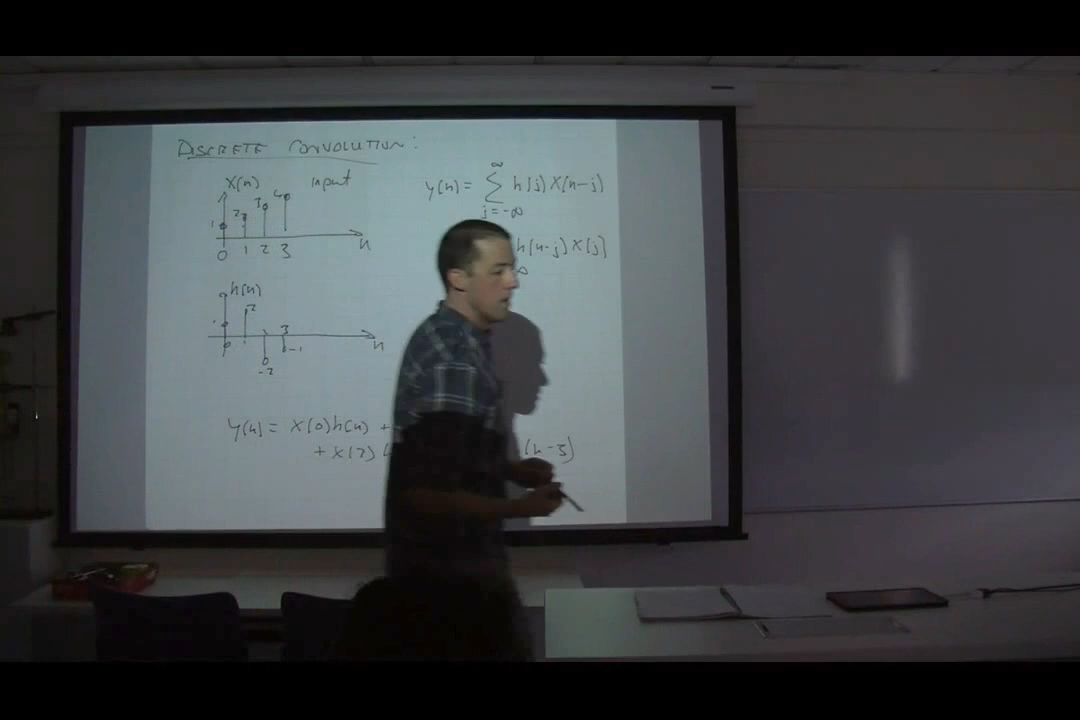 DISCRETE CONVOLUTION:
x(n) input
1 2 3 4
0 1 2 3 n
y(n) = ∞ Σ j=-∞ h(j) x(n-j)
h(n-j) x(j)
∞
h(n)
1 2
0 3 n
0 -1
-2
y(n) = x(0)h(n) +
+ x(2) (n-3)